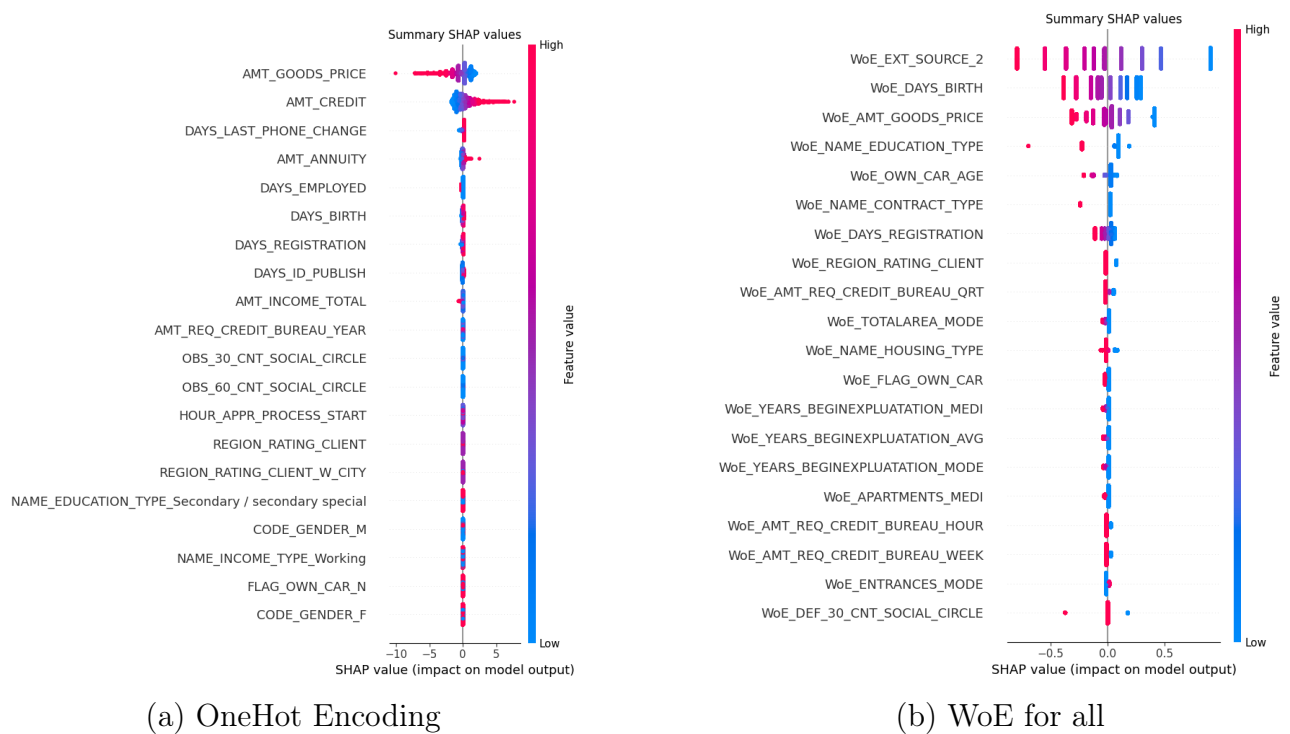 Summary SHAP values
High
AMT_GOODS_PRICE
AMT_CREDIT
DAYS_LAST_PHONE_CHANGE
AMT_ANNUITY
DAYS_EMPLOYED
DAYS_BIRTH
DAYS_REGISTRATION
DAYS_ID_PUBLISH
AMT_INCOME_TOTAL
AMT_REQ_CREDIT_BUREAU_YEAR
OBS_30_CNT_SOCIAL_CIRCLE
OBS_60_CNT_SOCIAL_CIRCLE
HOUR_APPR_PROCESS_START
REGION_RATING_CLIENT
REGION_RATING_CLIENT_W_CITY
NAME_EDUCATION_TYPE_Secondary / secondary special
CODE_GENDER_M
NAME_INCOME_TYPE_Working
FLAG_OWN_CAR_N
CODE_GENDER_F
Feature value
Low
−10 −5 0 5
SHAP value (impact on model output)
(a) OneHot Encoding
Summary SHAP values
High
WoE_EXT_SOURCE_2
WoE_DAYS_BIRTH
WoE_AMT_GOODS_PRICE
WoE_NAME_EDUCATION_TYPE
WoE_OWN_CAR_AGE
WoE_NAME_CONTRACT_TYPE
WoE_DAYS_REGISTRATION
WoE_REGION_RATING_CLIENT
WoE_AMT_REQ_CREDIT_BUREAU_QRT
WoE_TOTALAREA_MODE
WoE_NAME_HOUSING_TYPE
WoE_FLAG_OWN_CAR
WoE_YEARS_BEGINEXPLUATATION_MEDI
WoE_YEARS_BEGINEXPLUATATION_AVG
WoE_YEARS_BEGINEXPLUATATION_MODE
WoE_APARTMENTS_MEDI
WoE_AMT_REQ_CREDIT_BUREAU_HOUR
WoE_AMT_REQ_CREDIT_BUREAU_WEEK
WoE_ENTRANCES_MODE
WoE_DEF_30_CNT_SOCIAL_CIRCLE
Feature value
Low
−0.5 0.0 0.5
SHAP value (impact on model output)
(b) WoE for all